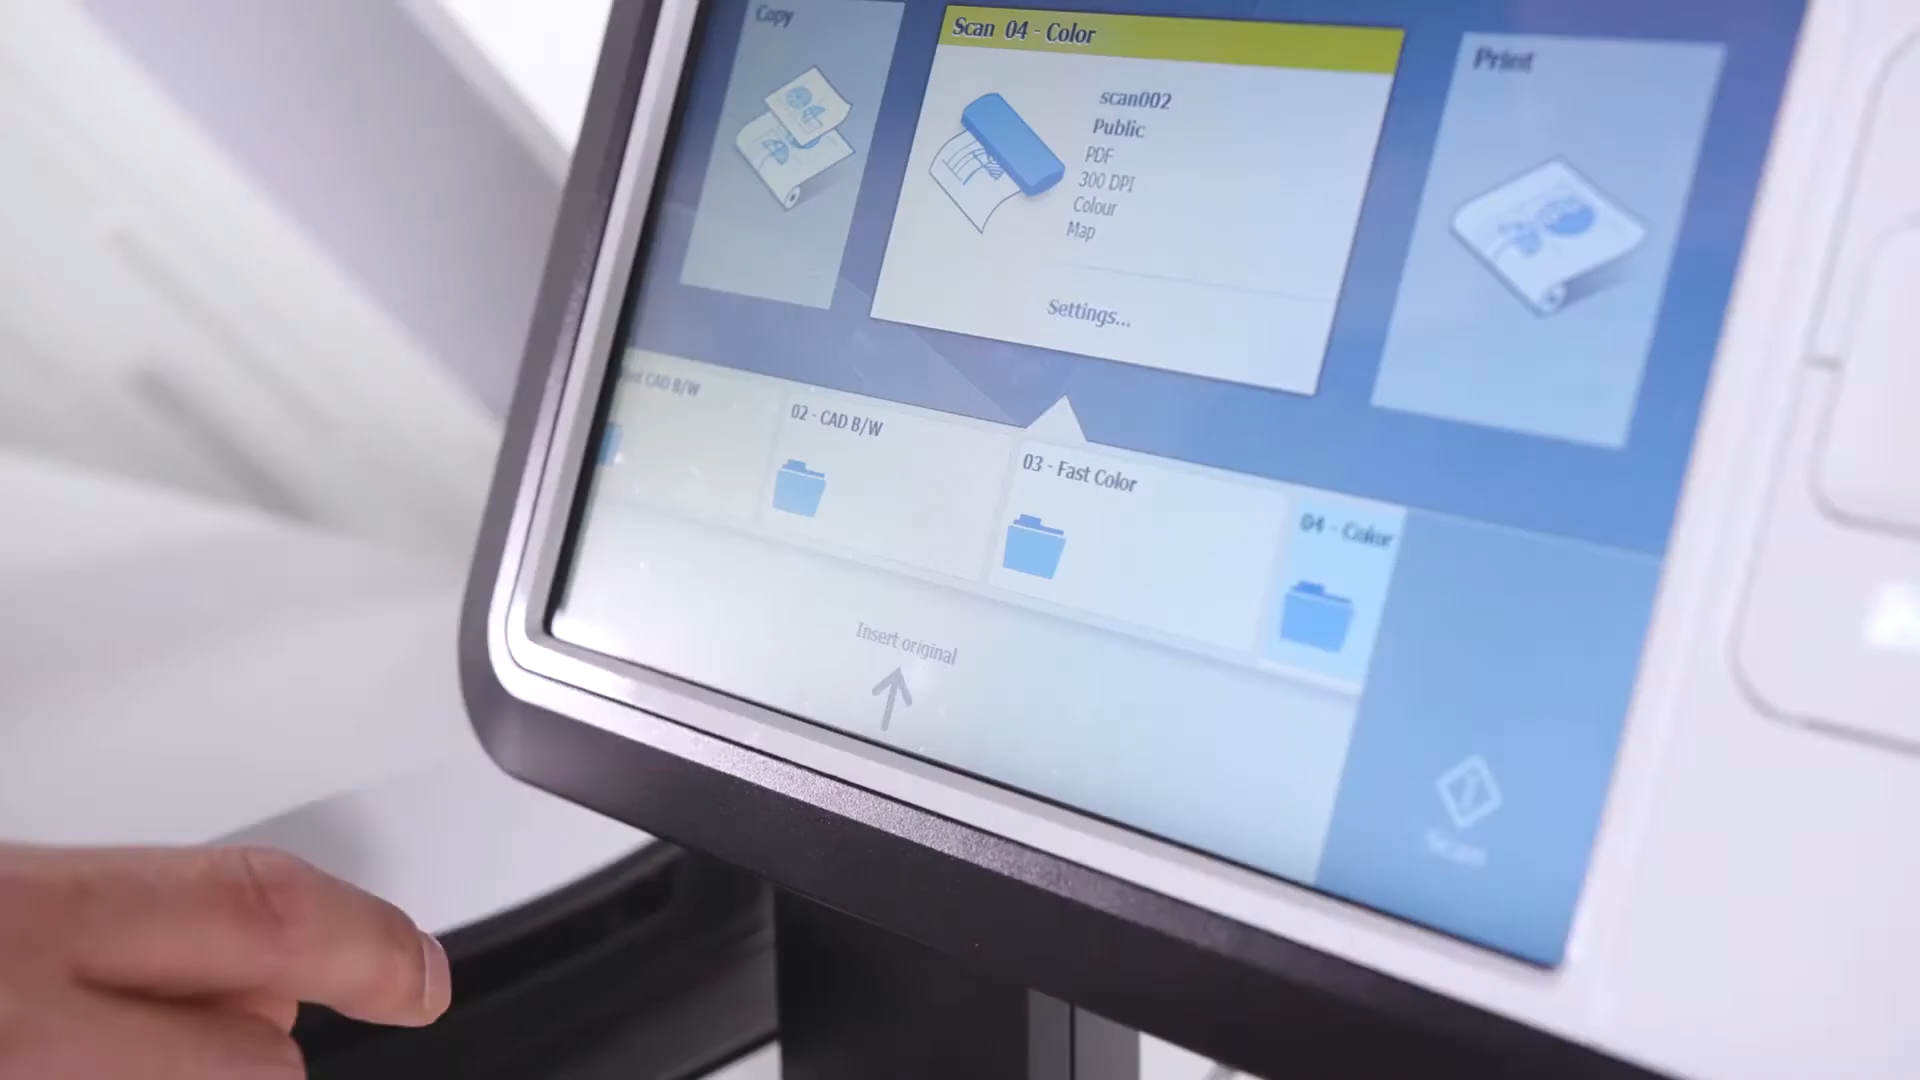 Copy
Scan 04 - Color
Print
scan002
Public
PDF
300 DPI
Colour
Map
Settings...
CAD B/W
02 - CAD B/W
03 - Fast Color
04 - Color
Insert original
Scan